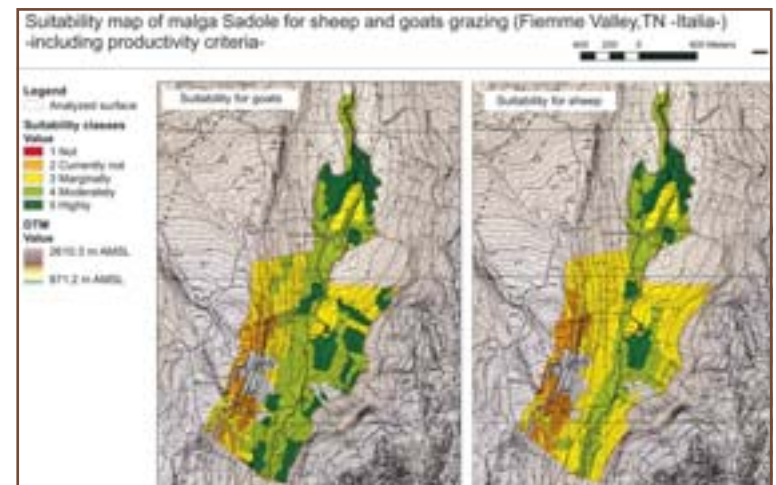 Suitability map of malga Sadole for sheep and goats grazing (Fiemme Valley,TN -Italia-)
-including productivity criteria-
Legend
Analyzed surface
Suitability classes
Value
1 Not
2 Currently not
3 Marginally
4 Moderately
5 Highly
DTM
Value
2610.3 m AMSL
971.2 m AMSL
Suitability for goats
Suitability for sheep